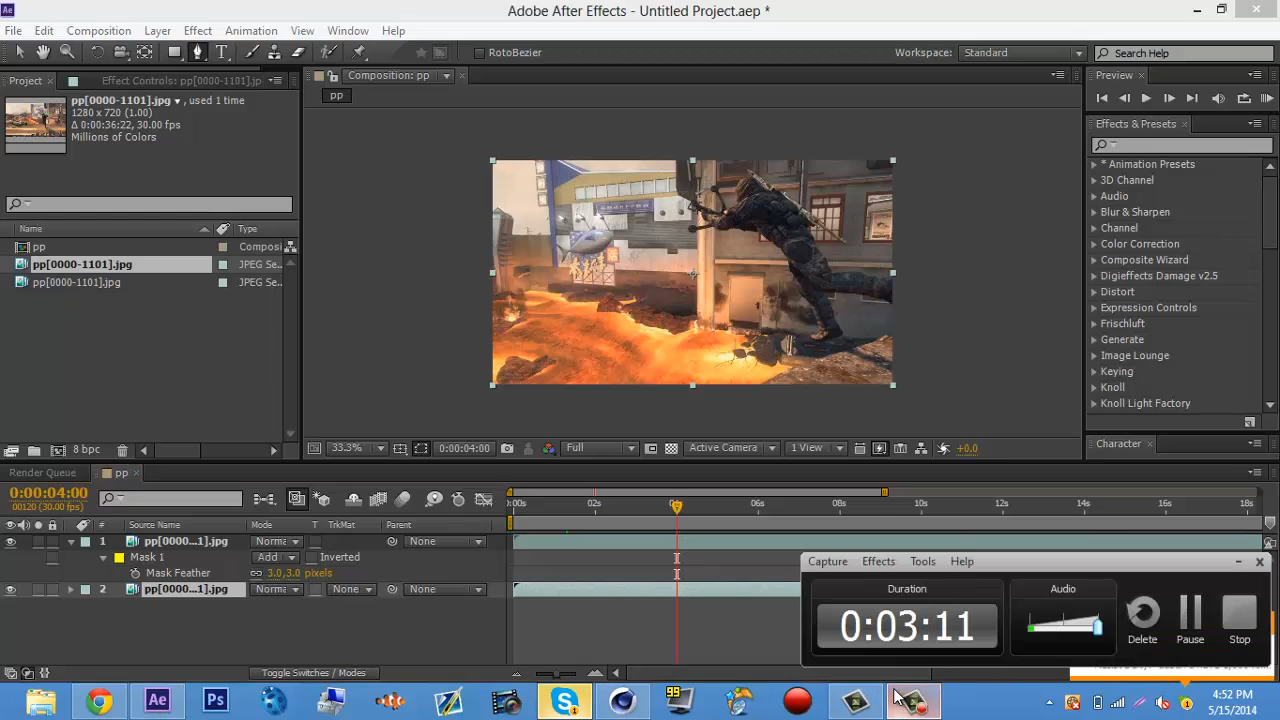 Ae Adobe After Effects - Untitled Project.aep *
File Edit Composition Layer Effect Animation View Window Help
T RotoBezier Workspace: Standard Search Help
Project Effect Controls: pp[0000-1101].jp Composition: pp Preview
pp
pp[0000-1101].jpg ▾, used 1 time
1280 x 720 (1.00)
Δ 0:00:36:22, 30.00 fps
Millions of Colors
Name Type
pp Composi
pp[0000-1101].jpg JPEG Se...
pp[0000-1101].jpg JPEG Se...
8 bpc
33.3% 0:00:04:00 Full Active Camera 1 View +0.0
Effects & Presets
* Animation Presets
3D Channel
Audio
Blur & Sharpen
Channel
Color Correction
Composite Wizard
Digieffects Damage v2.5
Distort
Expression Controls
Frischluft
Generate
Image Lounge
Keying
Knoll
Knoll Light Factory
Character
Render Queue pp
0:00:04:00
00120 (30.00 fps)
:00s 02s 06s 08s 10s 12s 14s 16s 18s
# Source Name Mode T TrkMat Parent
1 pp[0000...1].jpg Norma None
Mask 1 Add Inverted
Mask Feather 3.0,3.0 pixels
2 pp[0000...1].jpg Norma None None
Toggle Switches / Modes
Capture Effects Tools Help
Duration Audio
0:03:11
Delete Pause Stop
Ae Ps S 99
4:52 PM
5/15/2014